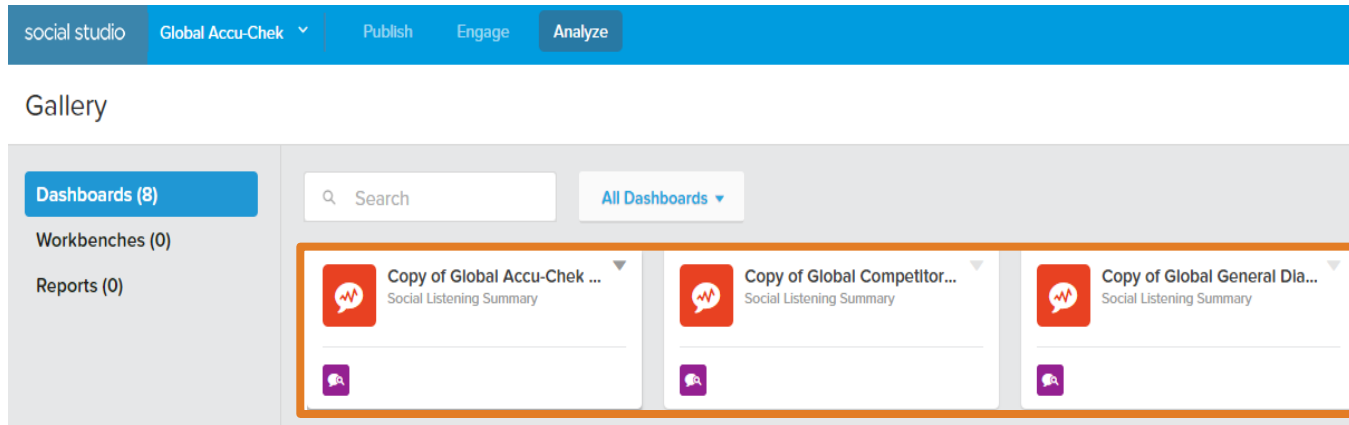 social studio Global Accu-Chek Publish Engage Analyze
Gallery
Dashboards (8)
Workbenches (0)
Reports (0)
Search All Dashboards
Copy of Global Accu-Chek ...
Social Listening Summary
Copy of Global Competitor...
Social Listening Summary
Copy of Global General Dia...
Social Listening Summary